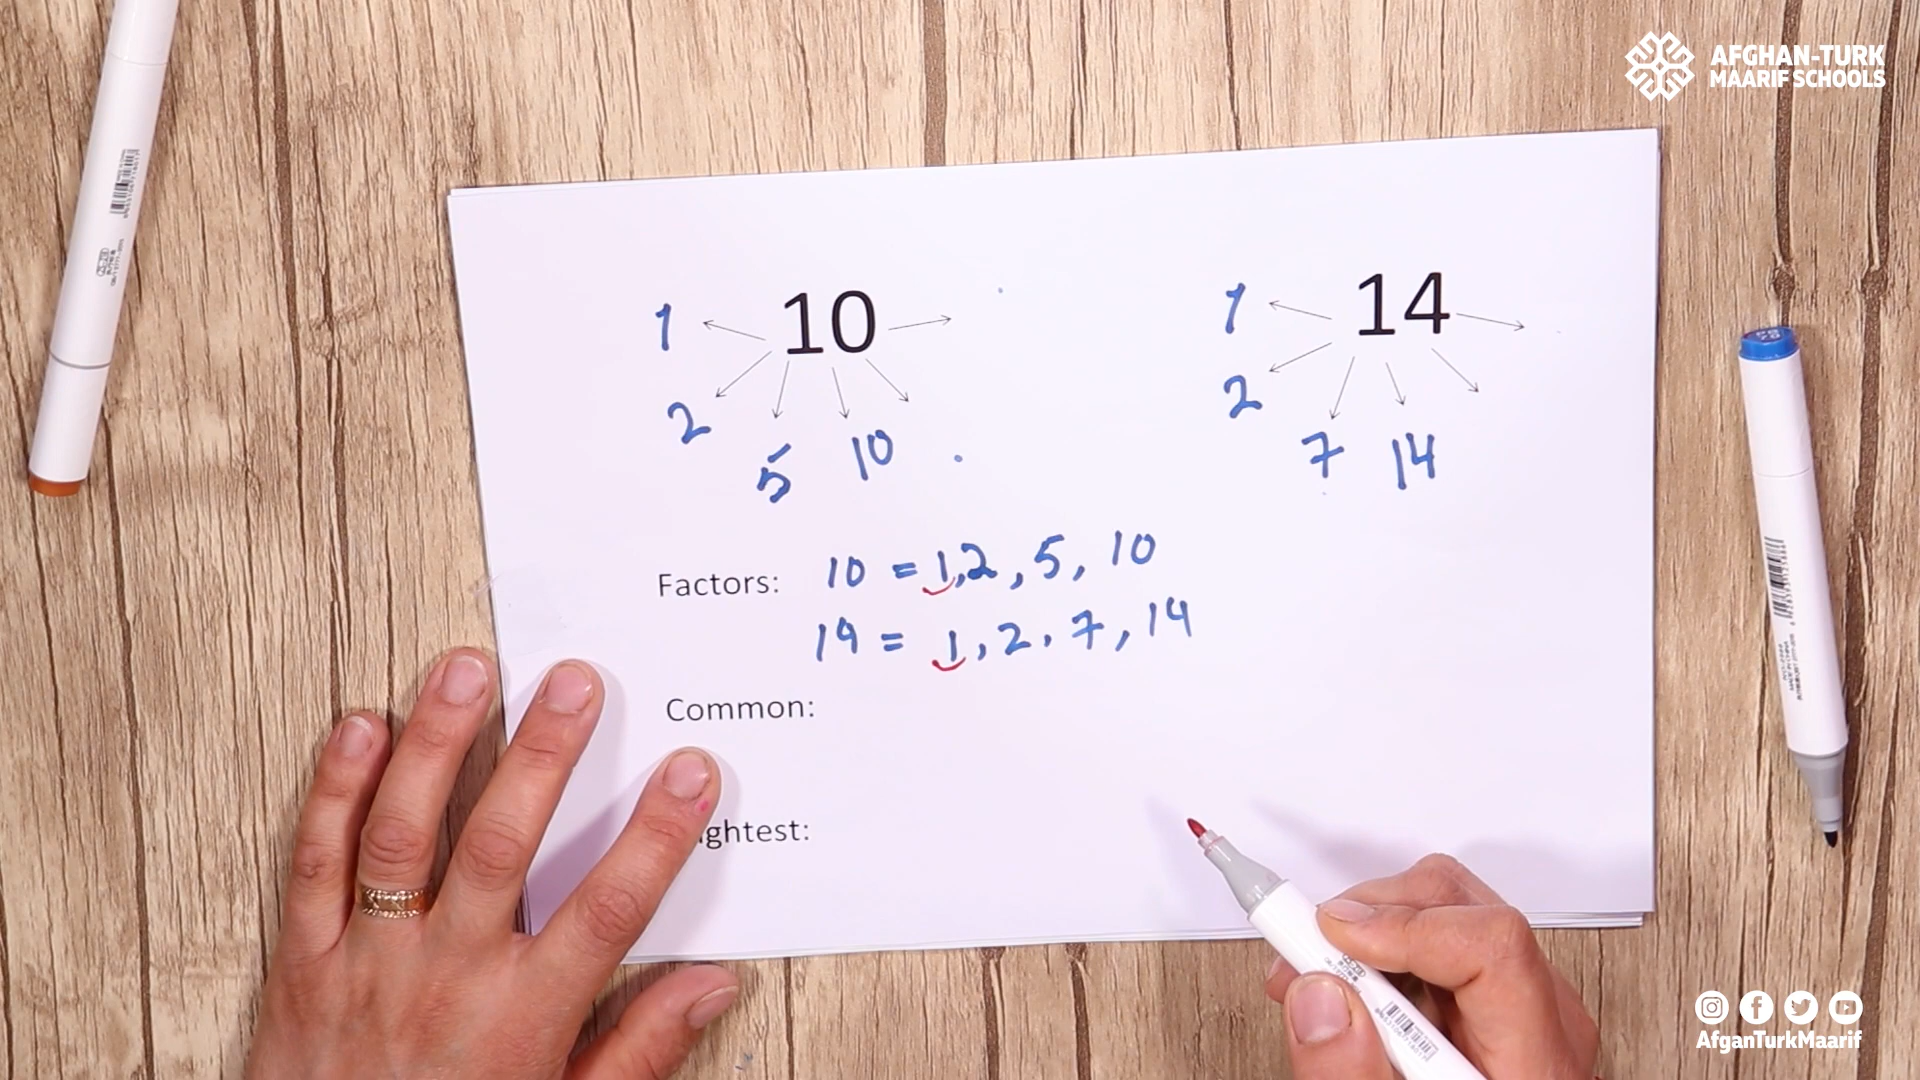 AFGHAN-TURK
MAARIF SCHOOLS
10
1
2
5
10
14
1
2
7
14
Factors: 10 = 1,2, 5, 10
14 = 1, 2, 7, 14
Common:
ghtest:
AfganTurkMaarif